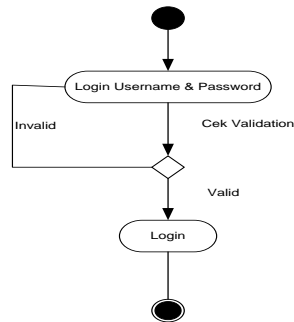 Login Username & Password
Invalid
Cek Validation
Valid
Login